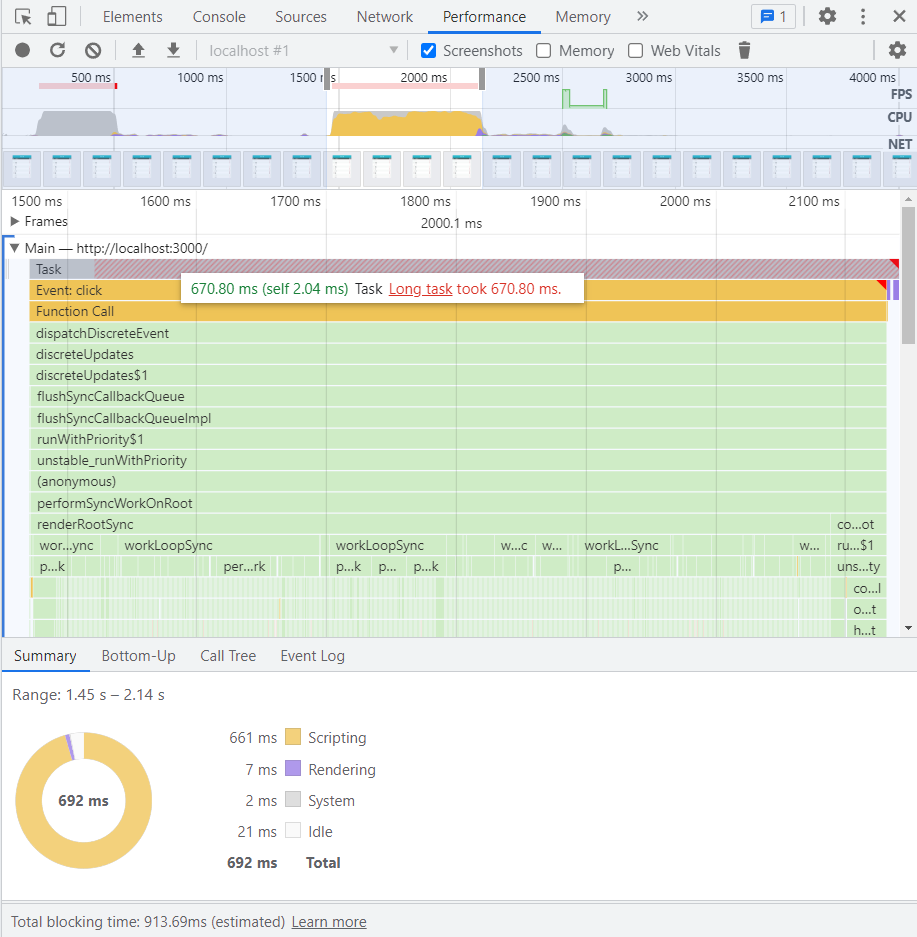 Elements Console Sources Network Performance Memory 1
localhost #1 Screenshots Memory Web Vitals
500 ms 1000 ms 1500 ms 2000 ms 2500 ms 3000 ms 3500 ms 4000 ms
FPS
CPU
NET
1500 ms 1600 ms 1700 ms 1800 ms 1900 ms 2000 ms 2100 ms
Frames 2000.1 ms
Main — http://localhost:3000/
Task
670.80 ms (self 2.04 ms) Task Long task took 670.80 ms.
Event: click
Function Call
dispatchDiscreteEvent
discreteUpdates
discreteUpdates$1
flushSyncCallbackQueue
flushSyncCallbackQueueImpl
runWithPriority$1
unstable_runWithPriority
(anonymous)
performSyncWorkOnRoot
renderRootSync co…ot
wor…ync workLoopSync workLoopSync w…c w… workL…Sync w… ru…$1
p…k per…rk p…k p… p…k p… uns…ty
co…l
o…t
h…t
Summary Bottom-Up Call Tree Event Log
Range: 1.45 s – 2.14 s
661 ms Scripting
7 ms Rendering
692 ms
2 ms System
21 ms Idle
692 ms Total
Total blocking time: 913.69ms (estimated) Learn more